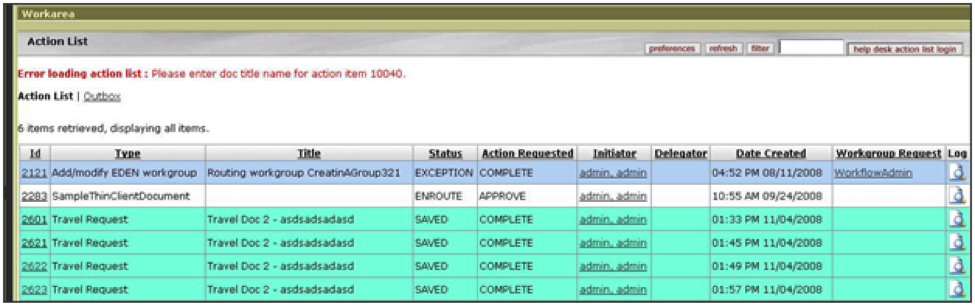 Workarea
Action List
preferences refresh filter help desk action list login
Error loading action list : Please enter doc title name for action item 10040.
Action List | Outbox
6 items retrieved, displaying all items.
Id Type Title Status Action Requested Initiator Delegator Date Created Workgroup Request Log
2121 Add/modify EDEN workgroup Routing workgroup CreatinAGroup321 EXCEPTION COMPLETE admin, admin 04:52 PM 08/11/2008 WorkflowAdmin
2283 SampleThinClientDocument ENROUTE APPROVE admin, admin 10:55 AM 09/24/2008
2601 Travel Request Travel Doc 2 - asdsadsadasd SAVED COMPLETE admin, admin 01:33 PM 11/04/2008
2621 Travel Request Travel Doc 2 - asdsadsadasd SAVED COMPLETE admin, admin 01:45 PM 11/04/2008
2622 Travel Request Travel Doc 2 - asdsadsadasd SAVED COMPLETE admin, admin 01:49 PM 11/04/2008
2623 Travel Request Travel Doc 2 - asdsadsadasd SAVED COMPLETE admin, admin 01:57 PM 11/04/2008